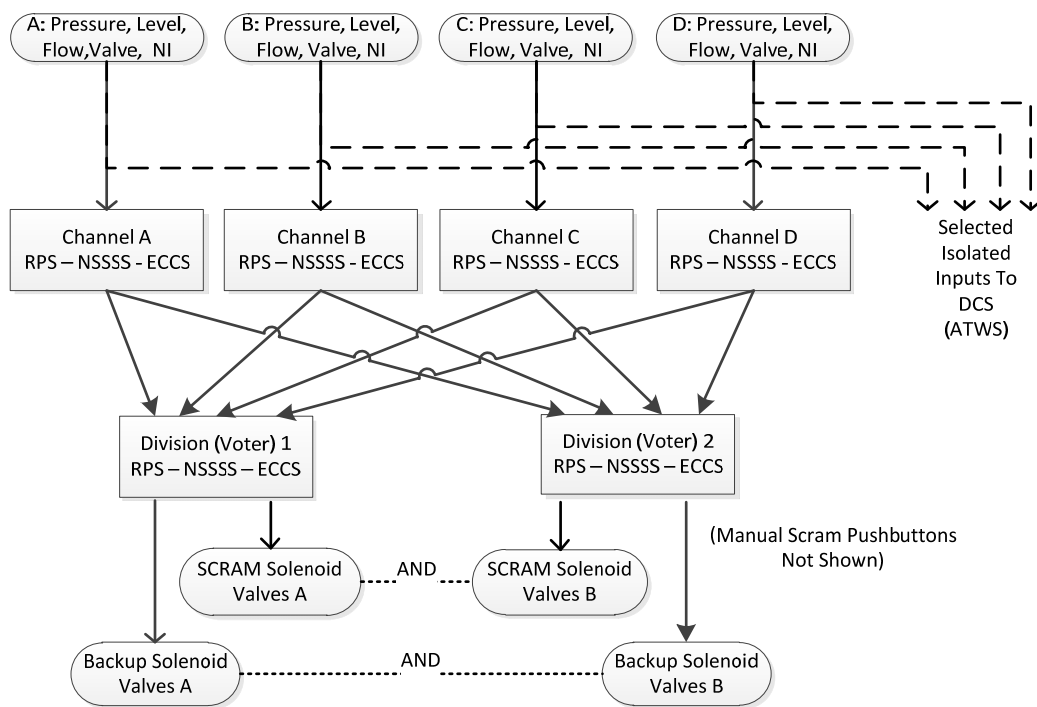 A: Pressure, Level,
Flow,Valve, NI
B: Pressure, Level,
Flow, Valve, NI
C: Pressure, Level,
Flow, Valve, NI
D: Pressure, Level,
Flow, Valve, NI
Channel A
RPS – NSSSS - ECCS
Channel B
RPS – NSSSS - ECCS
Channel C
RPS – NSSSS - ECCS
Channel D
RPS – NSSSS - ECCS
Selected
Isolated
Inputs To
DCS
(ATWS)
Division (Voter) 1
RPS – NSSSS – ECCS
Division (Voter) 2
RPS – NSSSS – ECCS
(Manual Scram Pushbuttons
Not Shown)
SCRAM Solenoid
Valves A
AND
SCRAM Solenoid
Valves B
Backup Solenoid
Valves A
AND
Backup Solenoid
Valves B